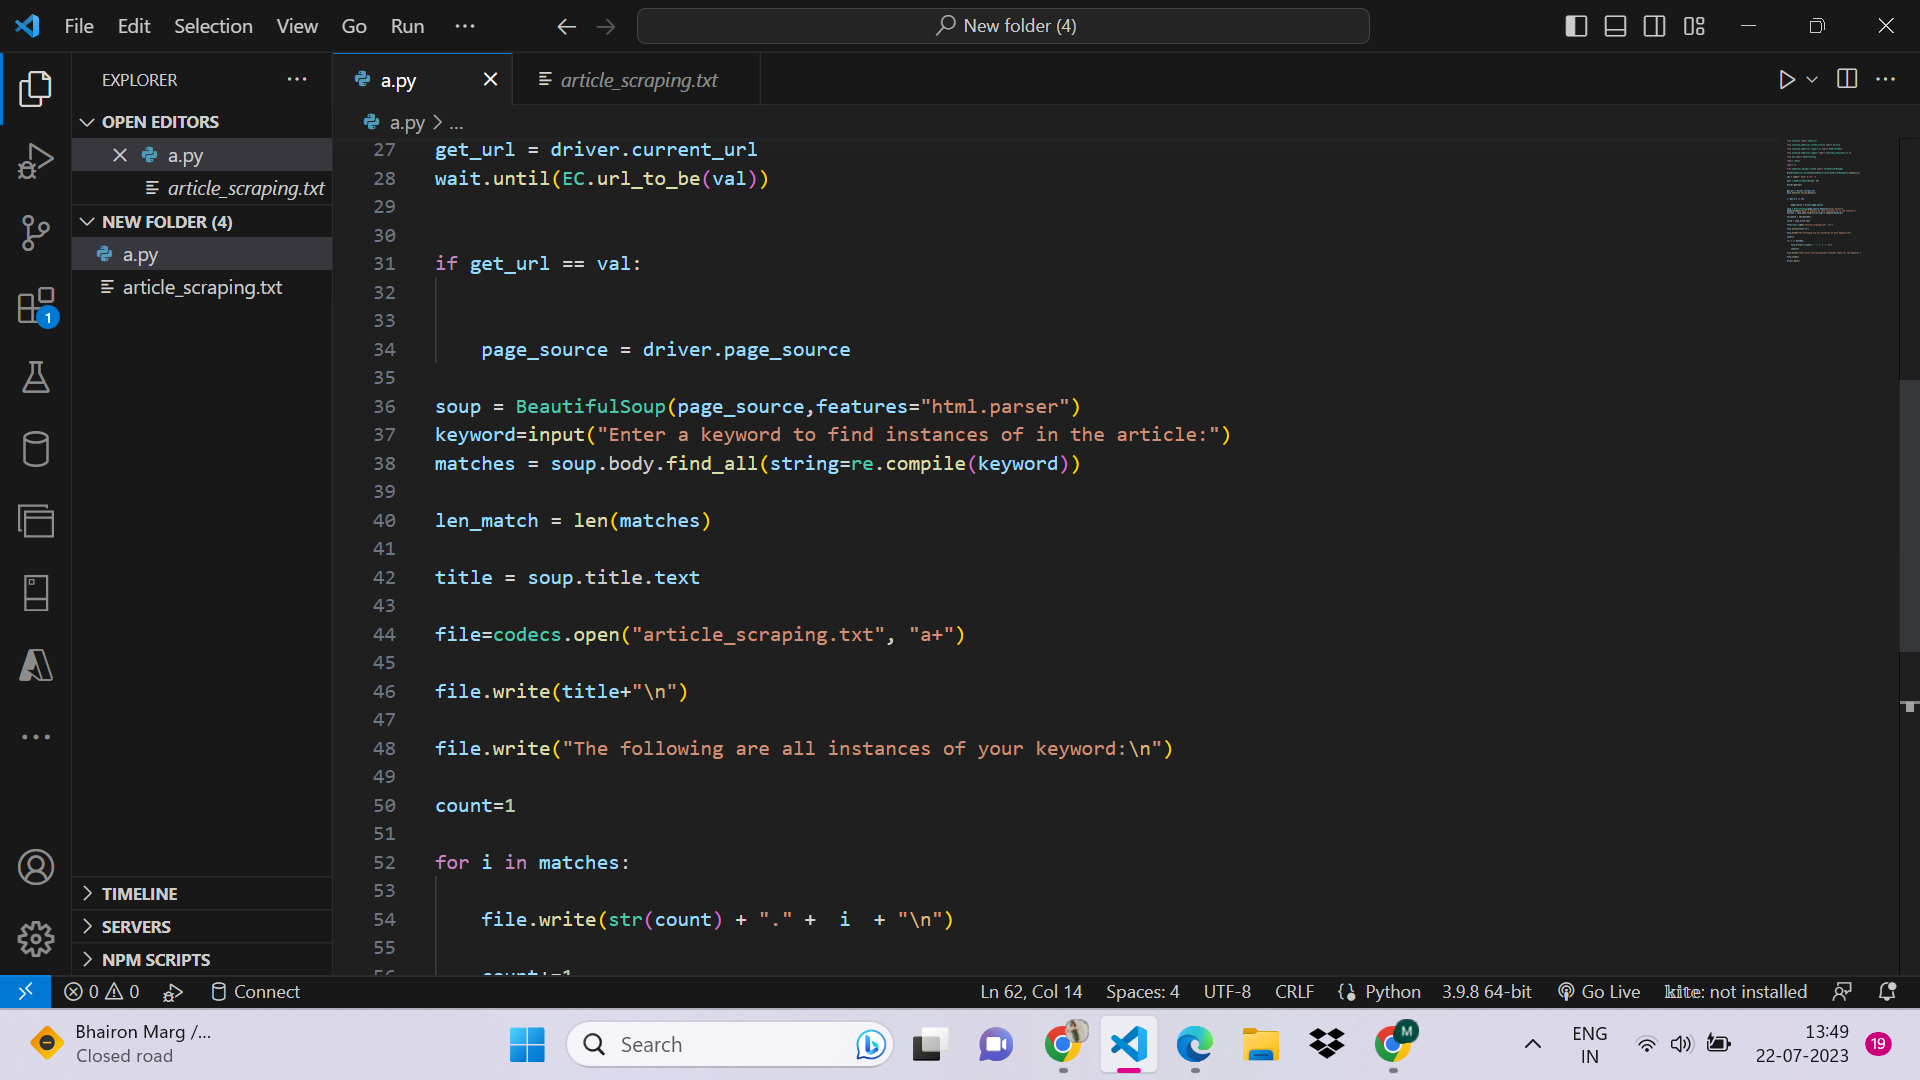 File Edit Selection View Go Run ···
New folder (4)
EXPLORER ···
a.py
article_scraping.txt
OPEN EDITORS
a.py
article_scraping.txt
NEW FOLDER (4)
a.py
article_scraping.txt
1
TIMELINE
SERVERS
NPM SCRIPTS
a.py > ...
27 get_url = driver.current_url
28 wait.until(EC.url_to_be(val))
29
30
31 if get_url == val:
32
33
34     page_source = driver.page_source
35
36 soup = BeautifulSoup(page_source,features="html.parser")
37 keyword=input("Enter a keyword to find instances of in the article:")
38 matches = soup.body.find_all(string=re.compile(keyword))
39
40 len_match = len(matches)
41
42 title = soup.title.text
43
44 file=codecs.open("article_scraping.txt", "a+")
45
46 file.write(title+"\n")
47
48 file.write("The following are all instances of your keyword:\n")
49
50 count=1
51
52 for i in matches:
53
54     file.write(str(count) + "." +  i  + "\n")
55
56     count+=1
0 0 Connect Ln 62, Col 14 Spaces: 4 UTF-8 CRLF {} Python 3.9.8 64-bit Go Live kite: not installed
Bhairon Marg /...
Closed road
Search
M
ENG
IN
13:49
22-07-2023
19